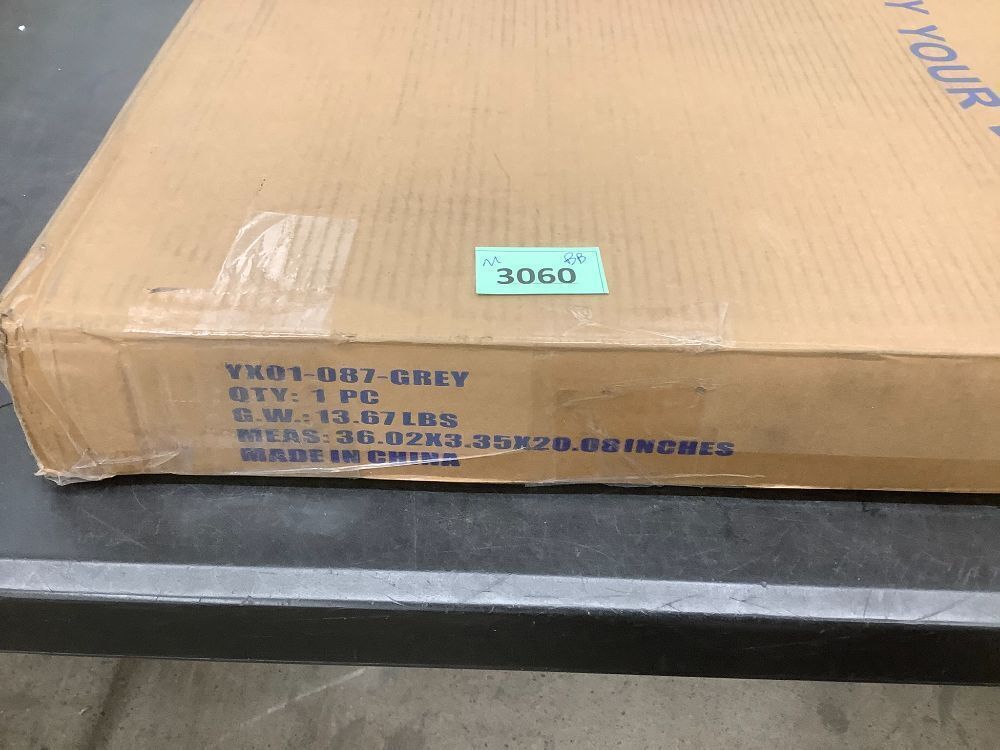 Y YOUR
N BB
3060
YX01-087-GREY
QTY: 1 PC
G.W.: 13.67 LBS
MEAS: 36.02X3.35X20.08 INCHES
MADE IN CHINA